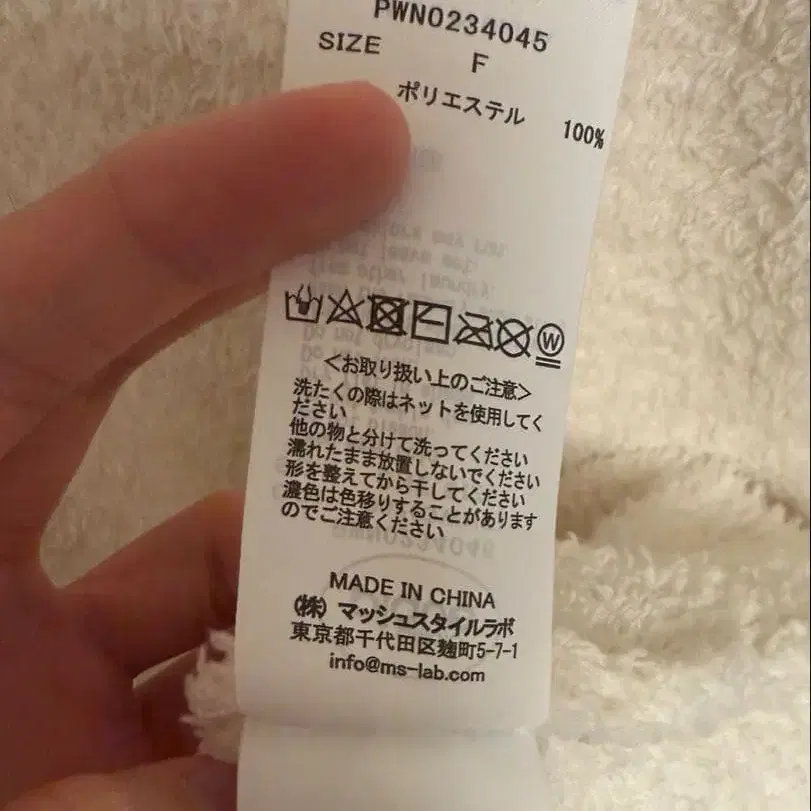 PWN0234045
SIZE F
ポリエステル 100%
W
<お取り扱い上のご注意>
洗たくの際はネットを使用してく
ださい
他の物と分けて洗ってください
濡れたまま放置しないでください
形を整えてから干してください
濃色は色移りすることがあります
のでご注意ください
MADE IN CHINA
(株) マッシュスタイルラボ
東京都千代田区麹町5-7-1
info@ms-lab.com